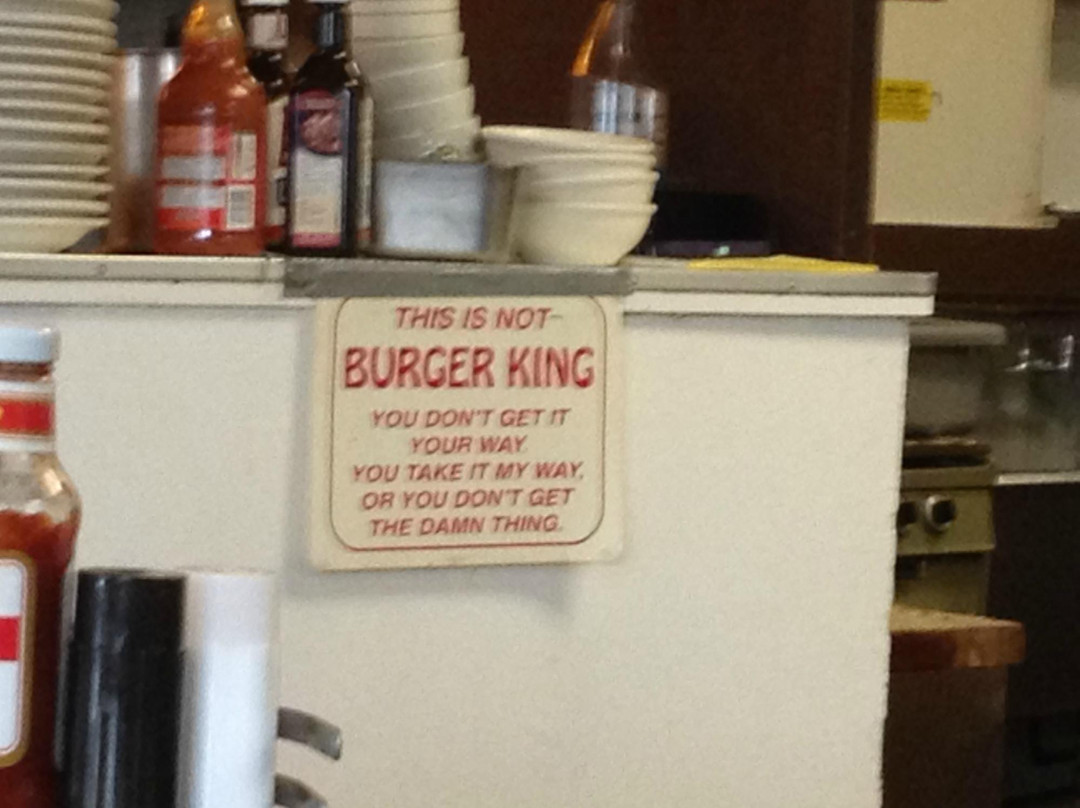 THIS IS NOT
BURGER KING
YOU DON'T GET IT
YOUR WAY.
YOU TAKE IT MY WAY,
OR YOU DON'T GET
THE DAMN THING.